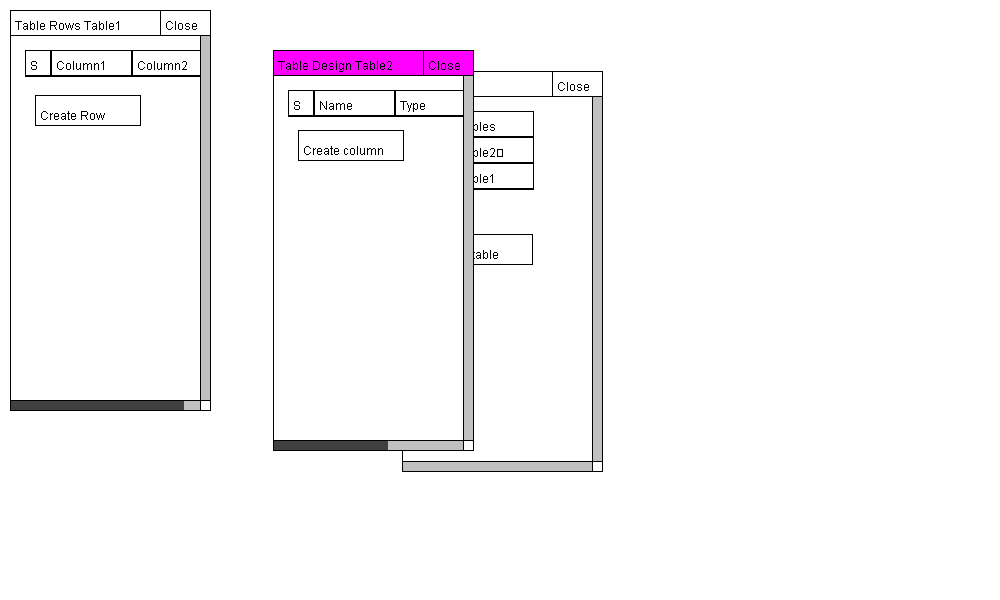 Table Rows Table1 Close
S Column1 Column2
Create Row
Table Design Table2 Close
S Name Type
Create column
Close
bles
ble2▯
ble1
table